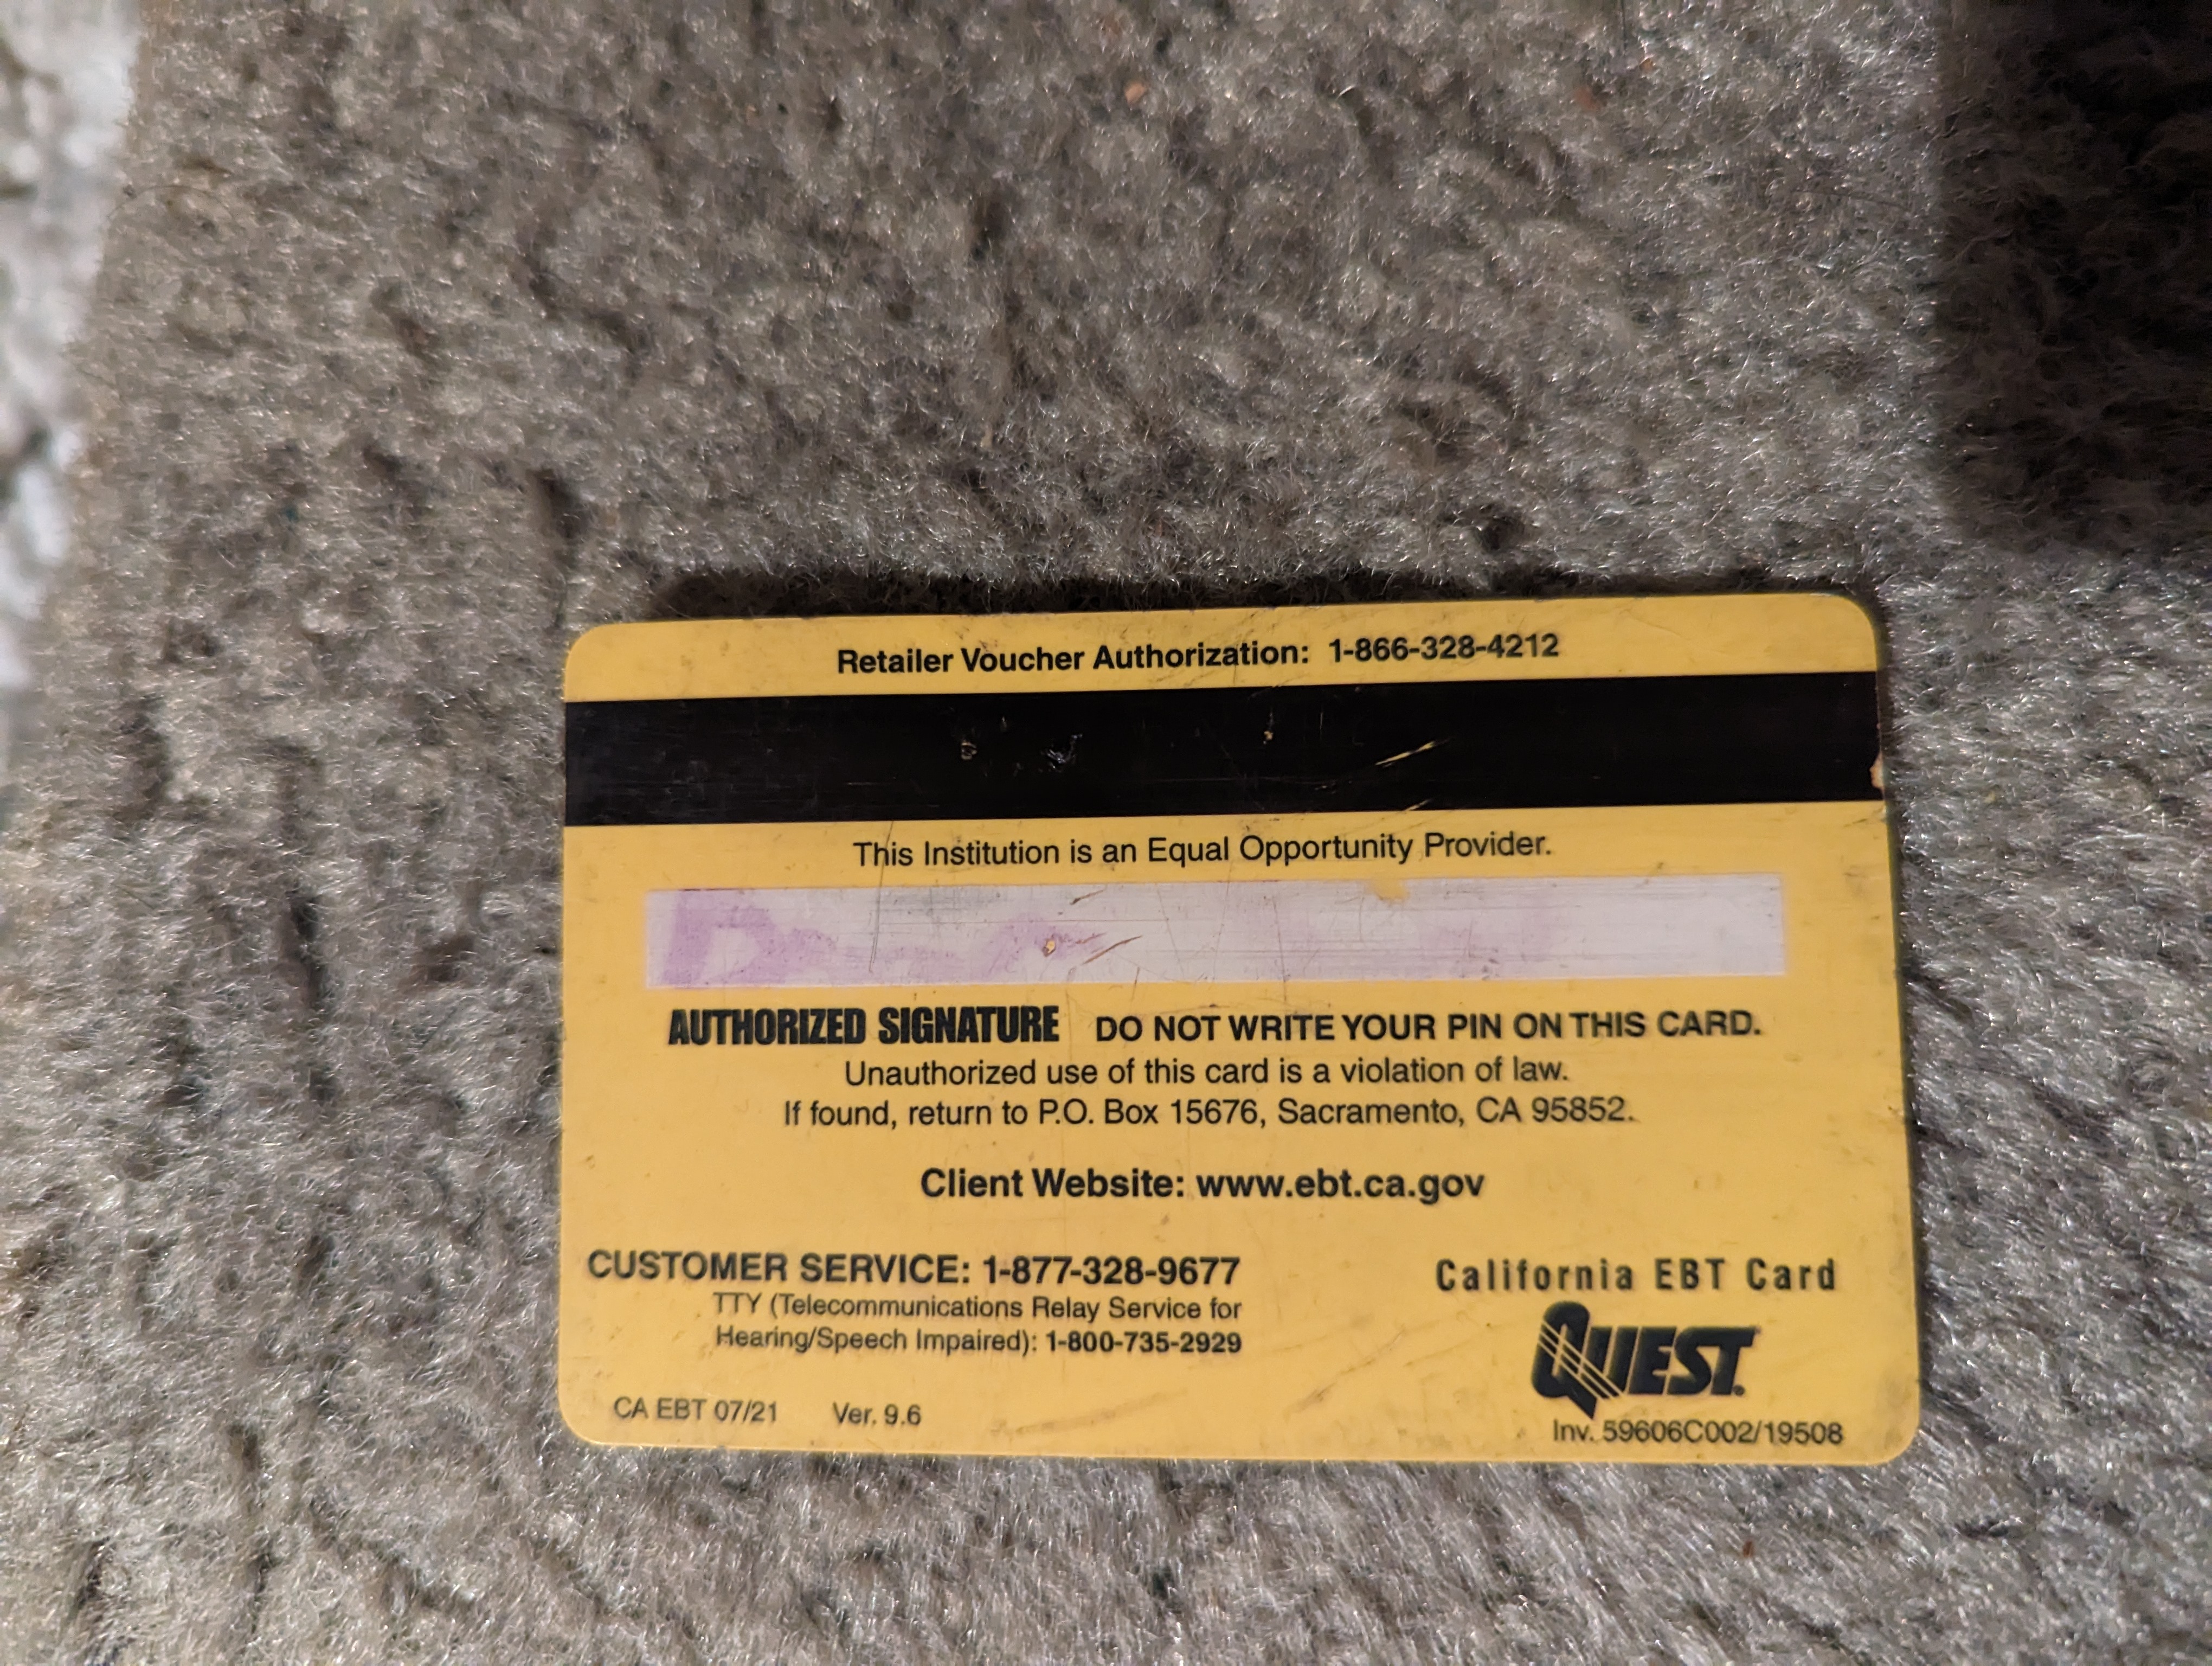 Retailer Voucher Authorization: 1-866-328-4212
This Institution is an Equal Opportunity Provider.
AUTHORIZED SIGNATURE DO NOT WRITE YOUR PIN ON THIS CARD.
Unauthorized use of this card is a violation of law.
If found, return to P.O. Box 15676, Sacramento, CA 95852.
Client Website: www.ebt.ca.gov
CUSTOMER SERVICE: 1-877-328-9677
TTY (Telecommunications Relay Service for
Hearing/Speech Impaired): 1-800-735-2929
CA EBT 07/21 Ver. 9.6
California EBT Card
QUEST
Inv. 59606C002/19508